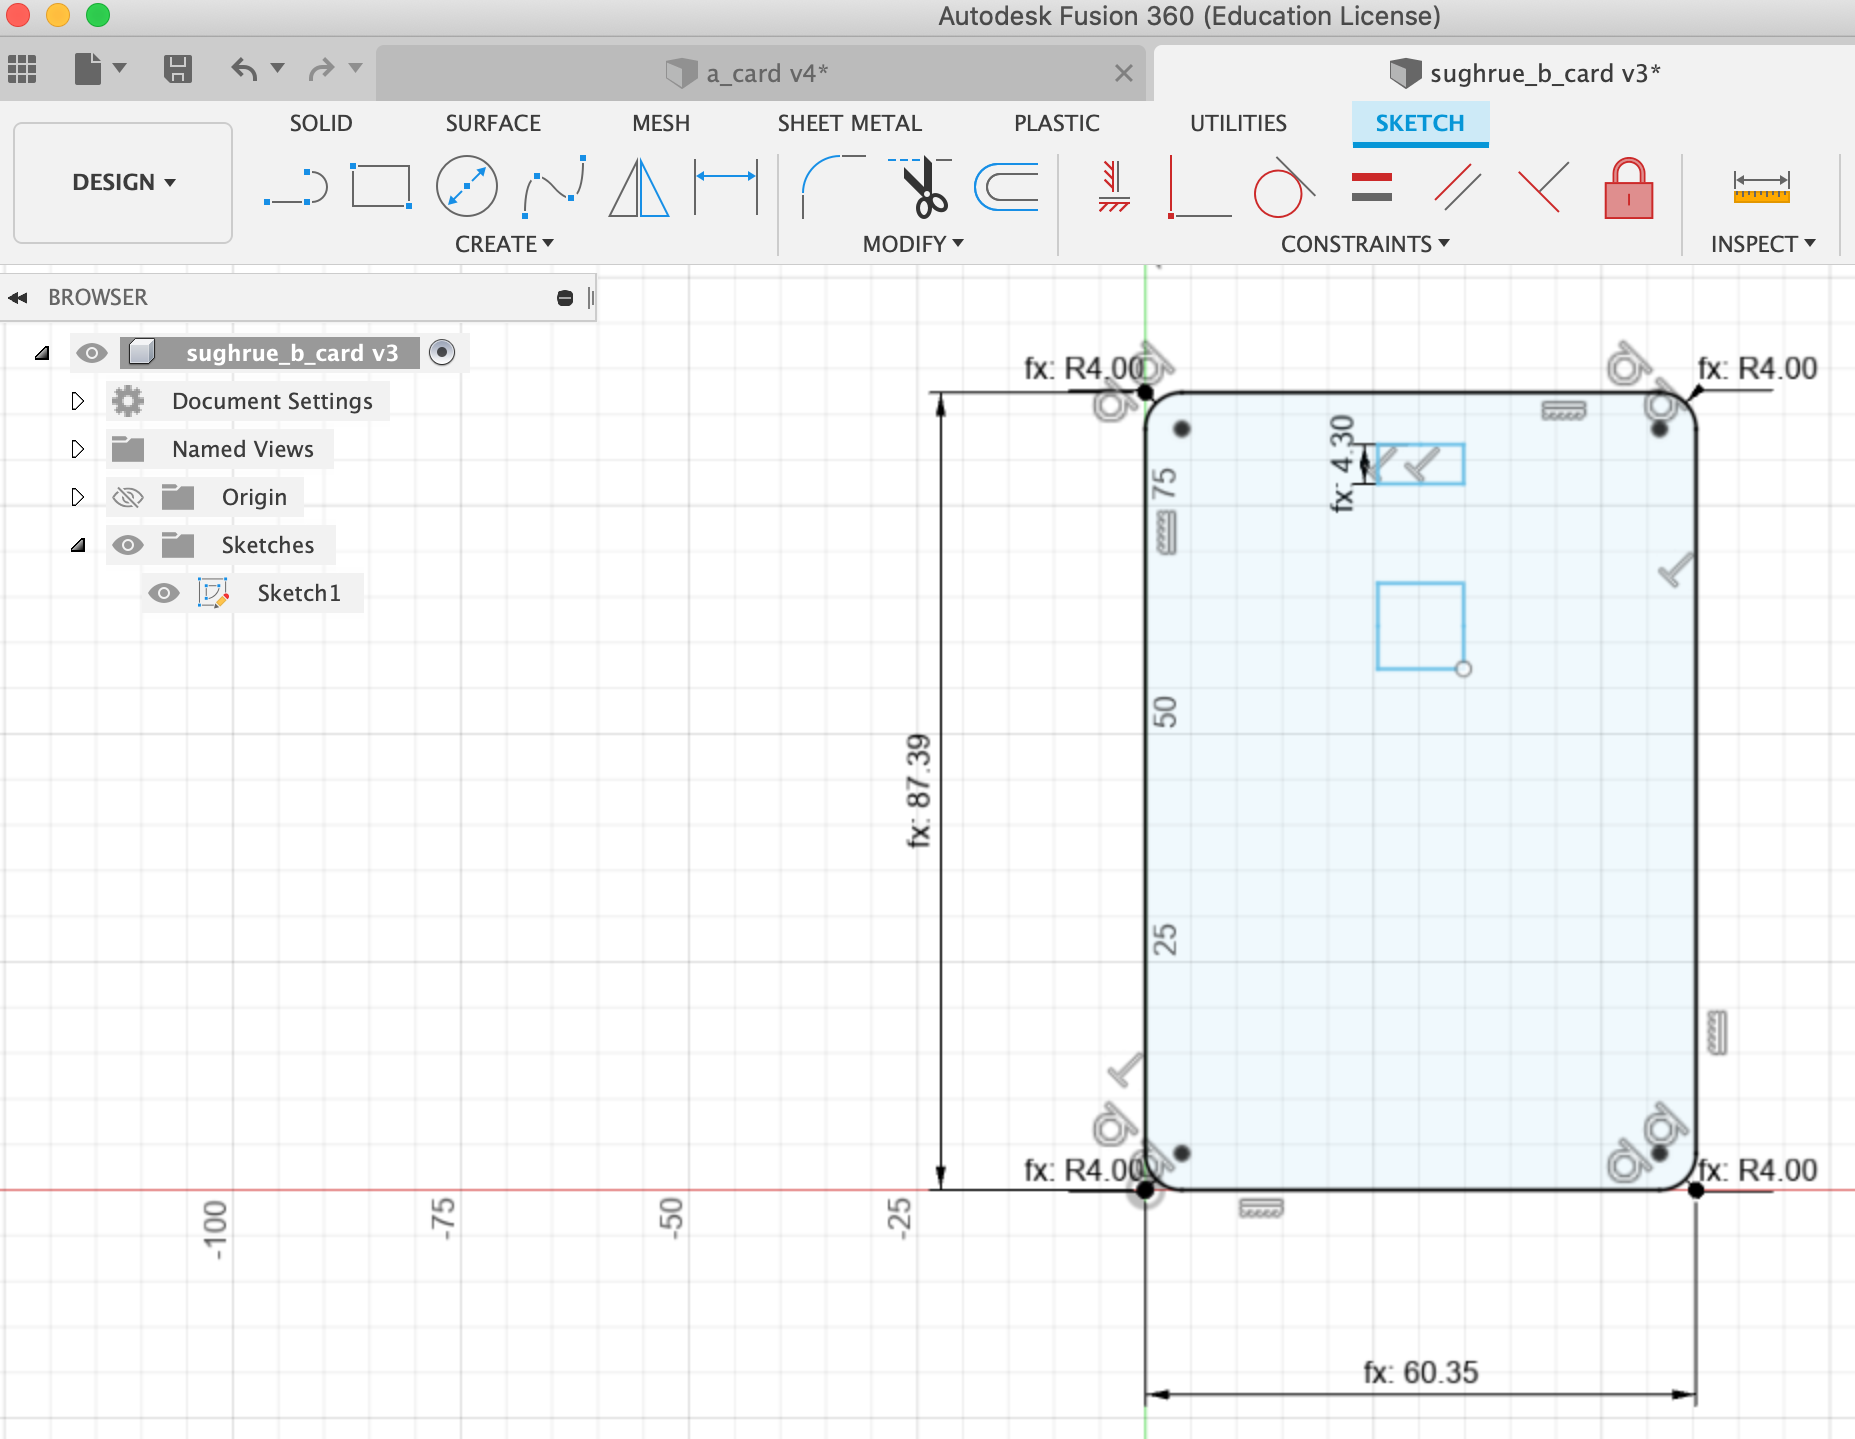 Autodesk Fusion 360 (Education License)
a_card v4*
sughrue_b_card v3*
SOLID SURFACE MESH SHEET METAL PLASTIC UTILITIES SKETCH
DESIGN
CREATE MODIFY CONSTRAINTS INSPECT
BROWSER
sughrue_b_card v3
Document Settings
Named Views
Origin
Sketches
Sketch1
fx: R4.00
fx: R4.00
fx: 4.30
75
50
fx: 87.39
25
fx: R4.00
fx: R4.00
-100
-75
-50
-25
fx: 60.35